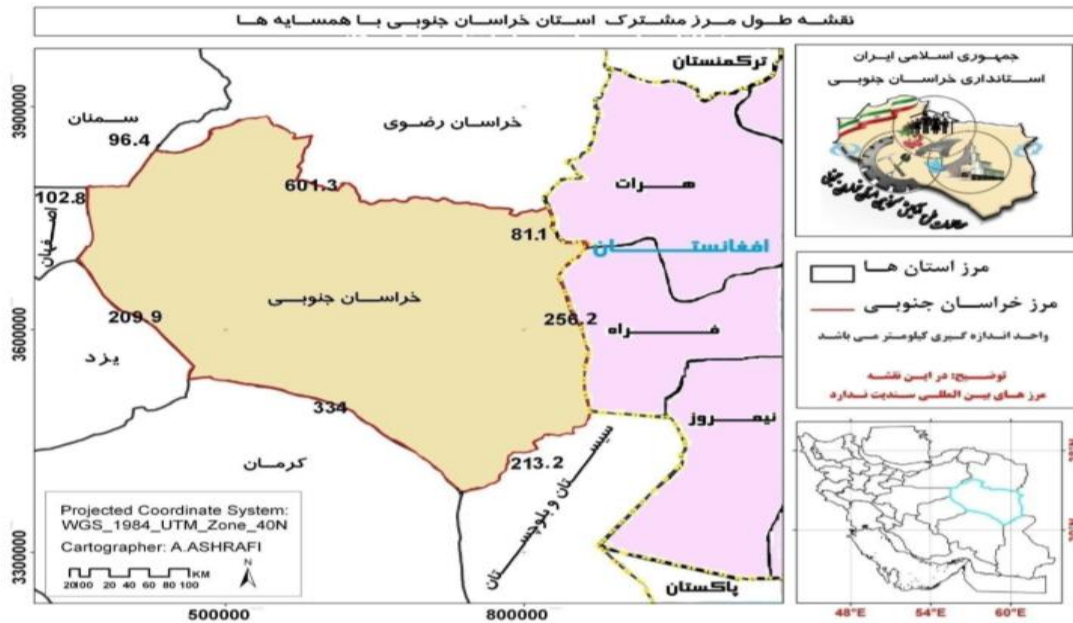 نقشه طول مرز مشترک استان خراسان جنوبی با همسایه ها
ترکمنستان
سمنان
خراسان رضوی
96.4
601.3
102.8
اصفهان
هرات
81.1
افغانستان
خراسان جنوبی
209.9
256.2
فراه
یزد
334
نیمروز
213.2
کرمان
سیستان و بلوچستان
پاکستان
3900000
3600000
3300000
500000
800000
Projected Coordinate System:
WGS_1984_UTM_Zone_40N
Cartographer: A.ASHRAFI
N
20 10 0 20 40 60 80 100 KM
جمهوری اسلامی ایران
استانداری خراسان جنوبی
مرز استان ها
مرز خراسان جنوبی
واحد اندازه گیری کیلومتر می باشد
توضیح: در این نقشه
مرز های بین المللی سندیت ندارد
48°E 54°E 60°E